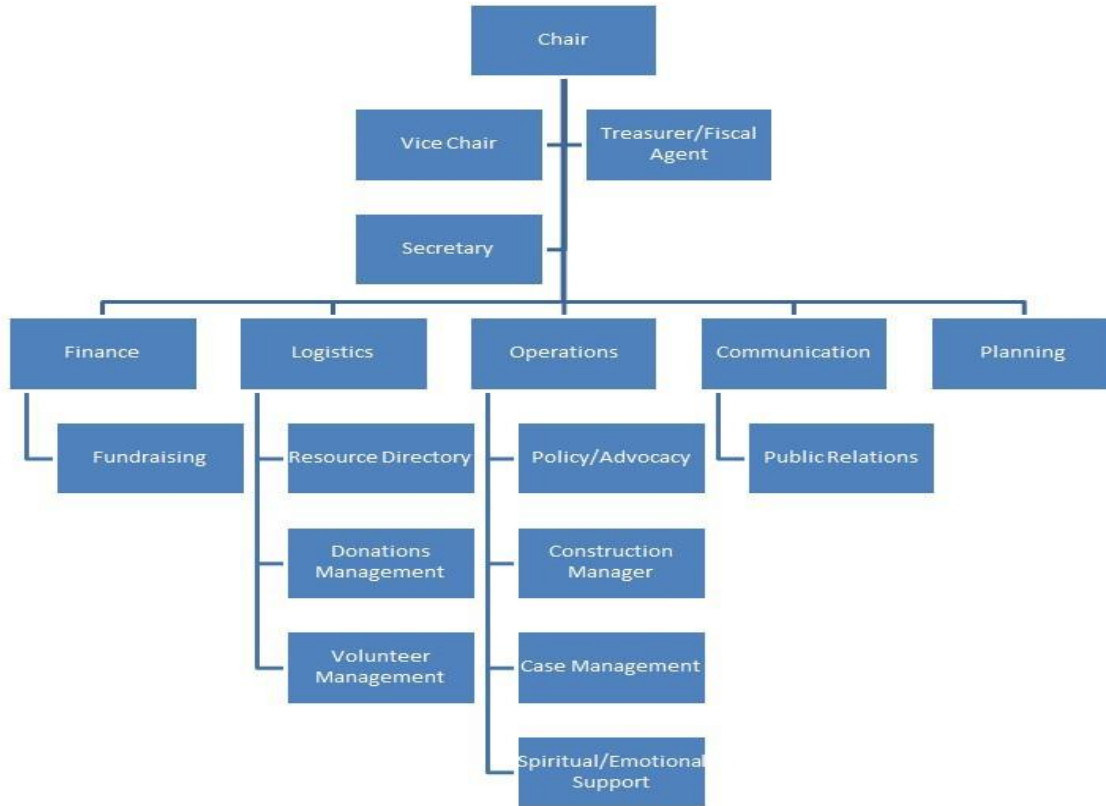 Chair
Vice Chair
Treasurer/Fiscal
Agent
Secretary
Finance
Logistics
Operations
Communication
Planning
Fundraising
Resource Directory
Policy/Advocacy
Public Relations
Donations
Management
Construction
Manager
Volunteer
Management
Case Management
Spiritual/Emotional
Support